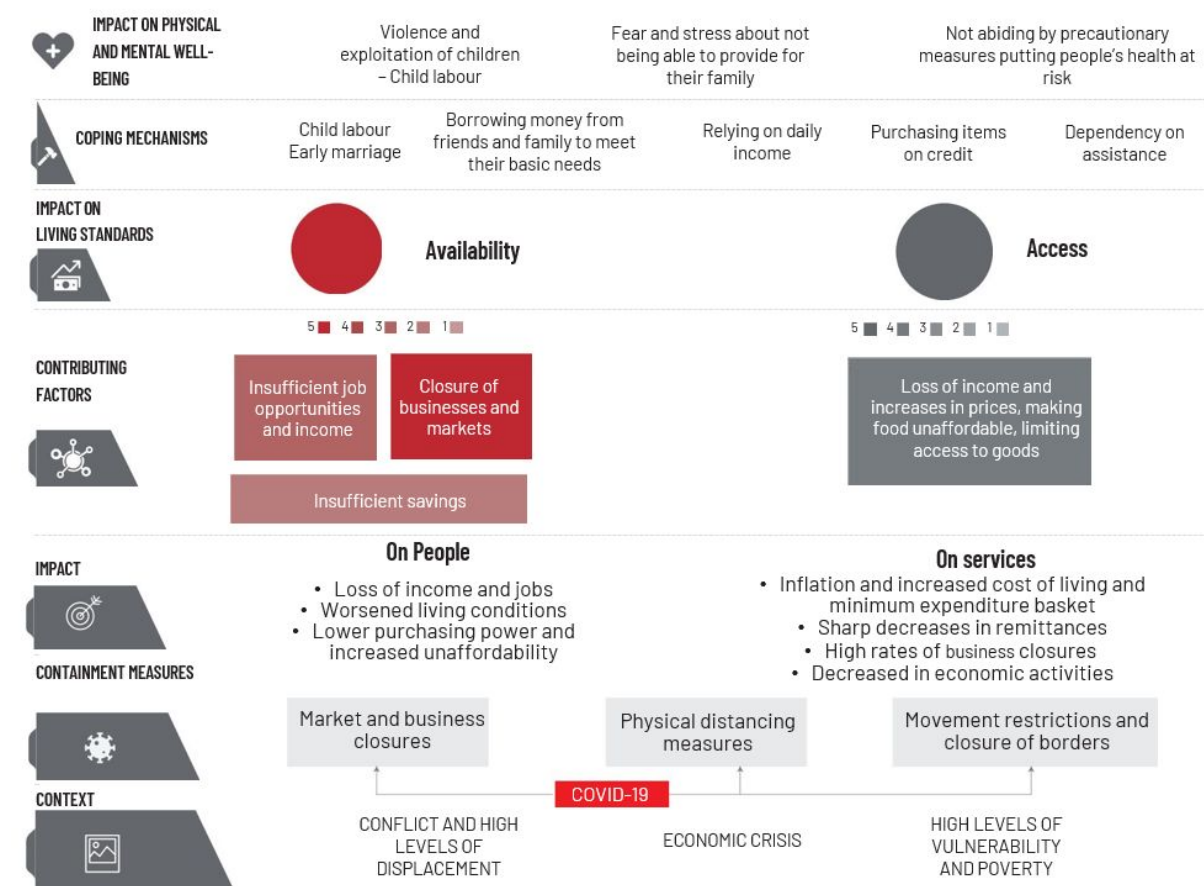 IMPACT ON PHYSICAL
AND MENTAL WELL-
BEING
Violence and
exploitation of children
– Child labour
Fear and stress about not
being able to provide for
their family
Not abiding by precautionary
measures putting people's health at
risk
COPING MECHANISMS
Child labour
Early marriage
Borrowing money from
friends and family to meet
their basic needs
Relying on daily
income
Purchasing items
on credit
Dependency on
assistance
IMPACT ON
LIVING STANDARDS
Availability
Access
5 4 3 2 1
5 4 3 2 1
CONTRIBUTING
FACTORS
Insufficient job
opportunities
and income
Closure of
businesses and
markets
Insufficient savings
Loss of income and
increases in prices, making
food unaffordable, limiting
access to goods
IMPACT
On People
• Loss of income and jobs
• Worsened living conditions
• Lower purchasing power and
increased unaffordability
On services
• Inflation and increased cost of living and
minimum expenditure basket
• Sharp decreases in remittances
• High rates of business closures
• Decreased in economic activities
CONTAINMENT MEASURES
Market and business
closures
Physical distancing
measures
Movement restrictions and
closure of borders
COVID-19
CONTEXT
CONFLICT AND HIGH
LEVELS OF
DISPLACEMENT
ECONOMIC CRISIS
HIGH LEVELS OF
VULNERABILITY
AND POVERTY